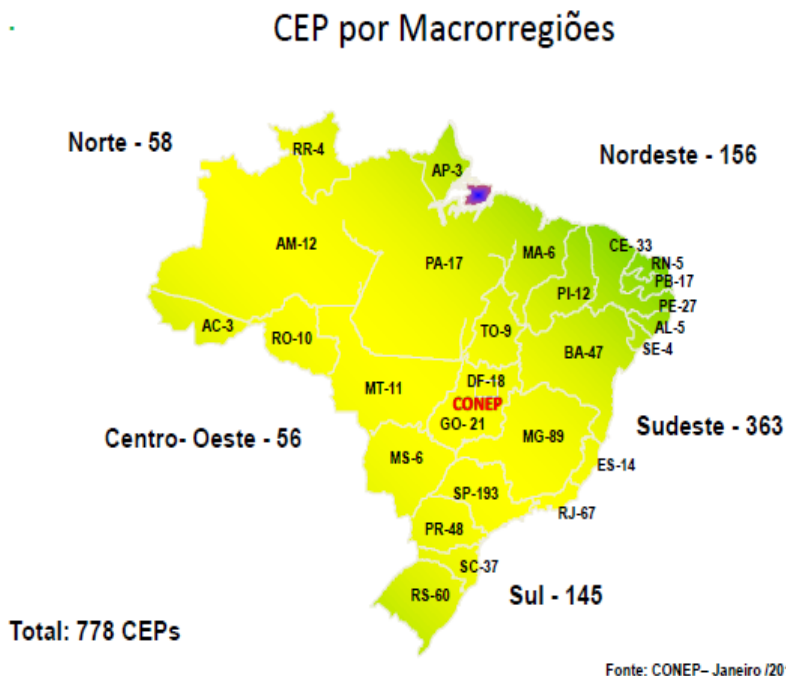 CEP por Macrorregiões
Norte - 58
RR-4
AP-3
Nordeste - 156
AM-12
PA-17
MA-6
CE- 33
RN-5
PB-17
PI-12
PE-27
AL-5
SE-4
AC-3
RO-10
TO-9
BA-47
MT-11
DF-18
CONEP
GO- 21
Centro- Oeste - 56
MG-89
Sudeste - 363
MS-6
ES-14
SP-193
RJ-67
PR-48
SC-37
RS-60
Sul - 145
Total: 778 CEPs
Fonte: CONEP– Janeiro